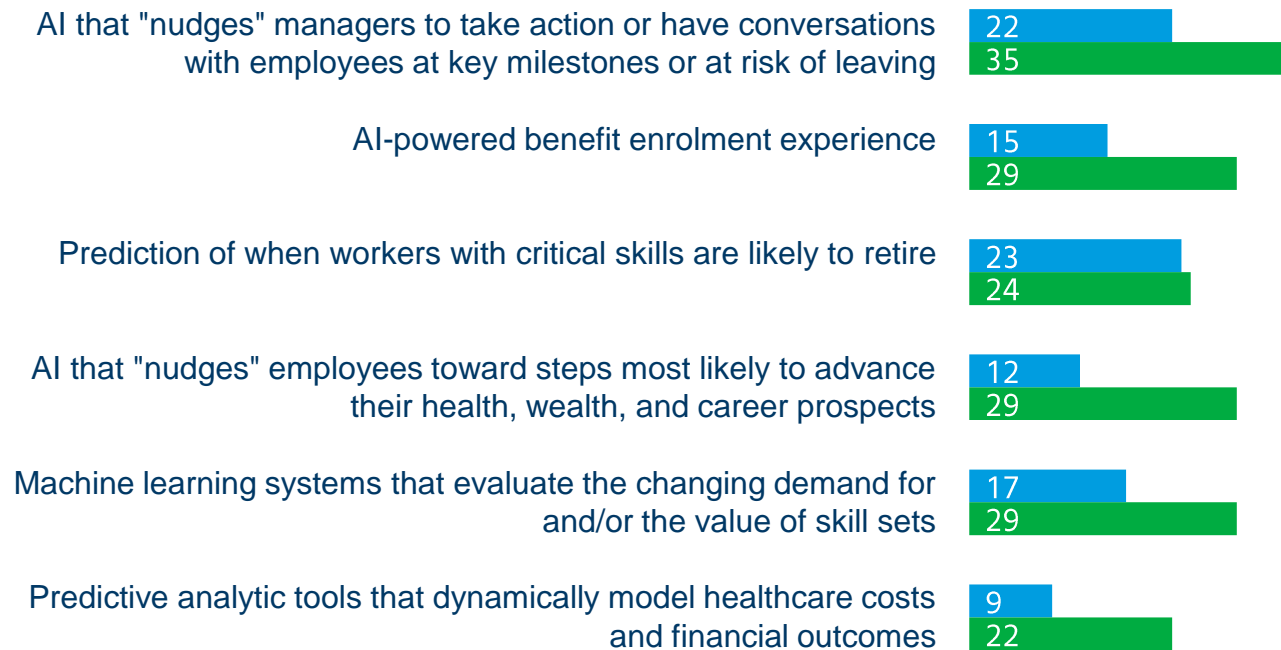 AI that "nudges" managers to take action or have conversations
with employees at key milestones or at risk of leaving
22
35
AI-powered benefit enrolment experience
15
29
Prediction of when workers with critical skills are likely to retire
23
24
AI that "nudges" employees toward steps most likely to advance
their health, wealth, and career prospects
12
29
Machine learning systems that evaluate the changing demand for
and/or the value of skill sets
17
29
Predictive analytic tools that dynamically model healthcare costs
and financial outcomes
9
22